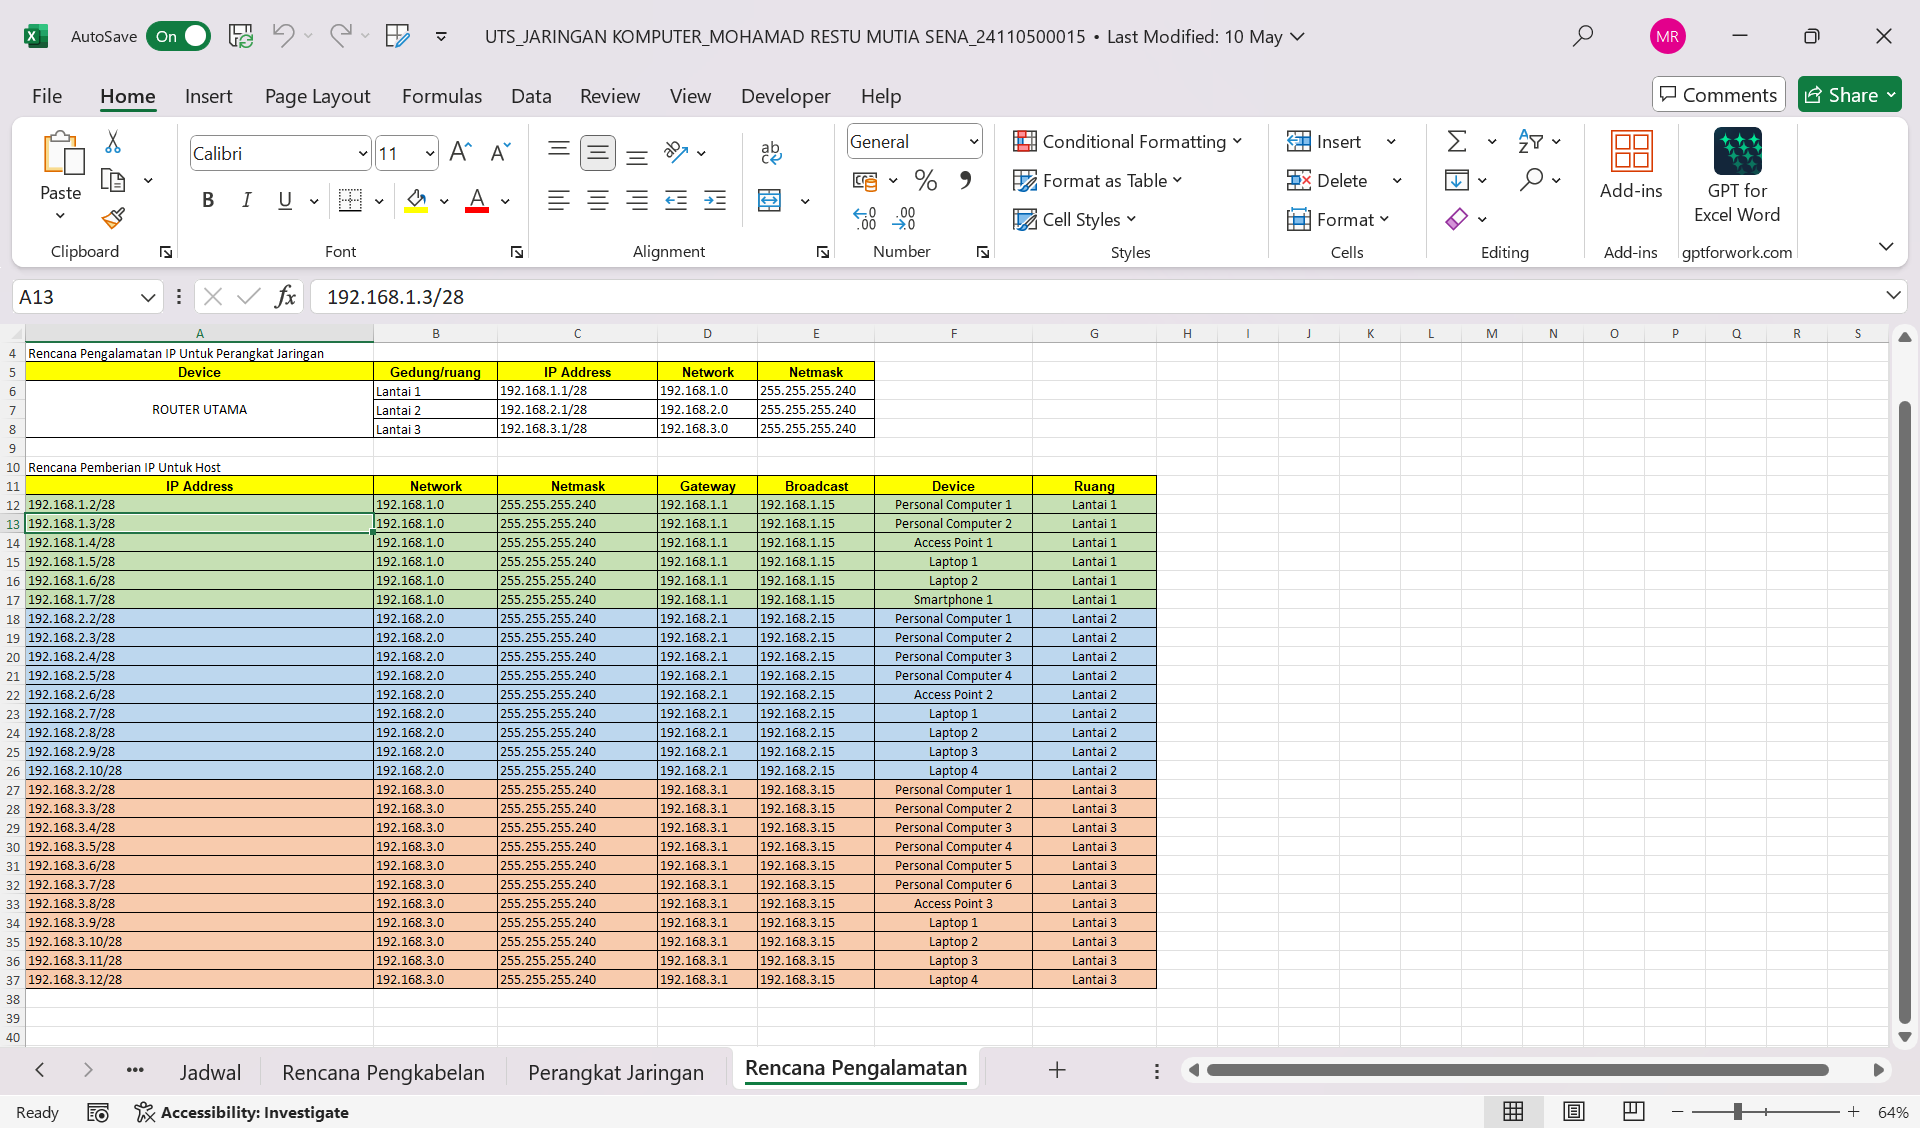 AutoSave On UTS_JARINGAN KOMPUTER_MOHAMAD RESTU MUTIA SENA_24110500015 • Last Modified: 10 May MR
File Home Insert Page Layout Formulas Data Review View Developer Help Comments Share
Calibri 11 General Conditional Formatting Insert
Paste Format as Table Delete Add-ins GPT for
Cell Styles Format Excel Word
Clipboard Font Alignment Number Styles Cells Editing Add-ins gptforwork.com
A13 fx 192.168.1.3/28
A B C D E F G H I J K L M N O P Q R S
4 Rencana Pengalamatan IP Untuk Perangkat Jaringan
5 Device Gedung/ruang IP Address Network Netmask
6 Lantai 1 192.168.1.1/28 192.168.1.0 255.255.255.240
7 ROUTER UTAMA Lantai 2 192.168.2.1/28 192.168.2.0 255.255.255.240
8 Lantai 3 192.168.3.1/28 192.168.3.0 255.255.255.240
9
10 Rencana Pemberian IP Untuk Host
11 IP Address Network Netmask Gateway Broadcast Device Ruang
12 192.168.1.2/28 192.168.1.0 255.255.255.240 192.168.1.1 192.168.1.15 Personal Computer 1 Lantai 1
13 192.168.1.3/28 192.168.1.0 255.255.255.240 192.168.1.1 192.168.1.15 Personal Computer 2 Lantai 1
14 192.168.1.4/28 192.168.1.0 255.255.255.240 192.168.1.1 192.168.1.15 Access Point 1 Lantai 1
15 192.168.1.5/28 192.168.1.0 255.255.255.240 192.168.1.1 192.168.1.15 Laptop 1 Lantai 1
16 192.168.1.6/28 192.168.1.0 255.255.255.240 192.168.1.1 192.168.1.15 Laptop 2 Lantai 1
17 192.168.1.7/28 192.168.1.0 255.255.255.240 192.168.1.1 192.168.1.15 Smartphone 1 Lantai 1
18 192.168.2.2/28 192.168.2.0 255.255.255.240 192.168.2.1 192.168.2.15 Personal Computer 1 Lantai 2
19 192.168.2.3/28 192.168.2.0 255.255.255.240 192.168.2.1 192.168.2.15 Personal Computer 2 Lantai 2
20 192.168.2.4/28 192.168.2.0 255.255.255.240 192.168.2.1 192.168.2.15 Personal Computer 3 Lantai 2
21 192.168.2.5/28 192.168.2.0 255.255.255.240 192.168.2.1 192.168.2.15 Personal Computer 4 Lantai 2
22 192.168.2.6/28 192.168.2.0 255.255.255.240 192.168.2.1 192.168.2.15 Access Point 2 Lantai 2
23 192.168.2.7/28 192.168.2.0 255.255.255.240 192.168.2.1 192.168.2.15 Laptop 1 Lantai 2
24 192.168.2.8/28 192.168.2.0 255.255.255.240 192.168.2.1 192.168.2.15 Laptop 2 Lantai 2
25 192.168.2.9/28 192.168.2.0 255.255.255.240 192.168.2.1 192.168.2.15 Laptop 3 Lantai 2
26 192.168.2.10/28 192.168.2.0 255.255.255.240 192.168.2.1 192.168.2.15 Laptop 4 Lantai 2
27 192.168.3.2/28 192.168.3.0 255.255.255.240 192.168.3.1 192.168.3.15 Personal Computer 1 Lantai 3
28 192.168.3.3/28 192.168.3.0 255.255.255.240 192.168.3.1 192.168.3.15 Personal Computer 2 Lantai 3
29 192.168.3.4/28 192.168.3.0 255.255.255.240 192.168.3.1 192.168.3.15 Personal Computer 3 Lantai 3
30 192.168.3.5/28 192.168.3.0 255.255.255.240 192.168.3.1 192.168.3.15 Personal Computer 4 Lantai 3
31 192.168.3.6/28 192.168.3.0 255.255.255.240 192.168.3.1 192.168.3.15 Personal Computer 5 Lantai 3
32 192.168.3.7/28 192.168.3.0 255.255.255.240 192.168.3.1 192.168.3.15 Personal Computer 6 Lantai 3
33 192.168.3.8/28 192.168.3.0 255.255.255.240 192.168.3.1 192.168.3.15 Access Point 3 Lantai 3
34 192.168.3.9/28 192.168.3.0 255.255.255.240 192.168.3.1 192.168.3.15 Laptop 1 Lantai 3
35 192.168.3.10/28 192.168.3.0 255.255.255.240 192.168.3.1 192.168.3.15 Laptop 2 Lantai 3
36 192.168.3.11/28 192.168.3.0 255.255.255.240 192.168.3.1 192.168.3.15 Laptop 3 Lantai 3
37 192.168.3.12/28 192.168.3.0 255.255.255.240 192.168.3.1 192.168.3.15 Laptop 4 Lantai 3
38
39
40
Jadwal Rencana Pengkabelan Perangkat Jaringan Rencana Pengalamatan
Ready Accessibility: Investigate 64%